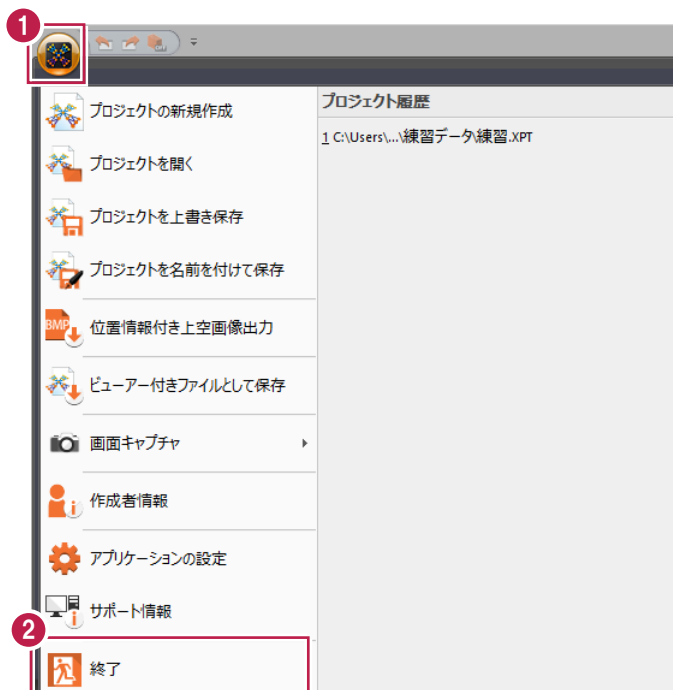 1
プロジェクトの新規作成
プロジェクトを開く
プロジェクトを上書き保存
プロジェクトを名前を付けて保存
BMP
位置情報付き上空画像出力
ビューアー付きファイルとして保存
画面キャプチャ
作成者情報
アプリケーションの設定
サポート情報
2
終了
プロジェクト履歴
1 C:\Users\...\練習データ\練習.XPT